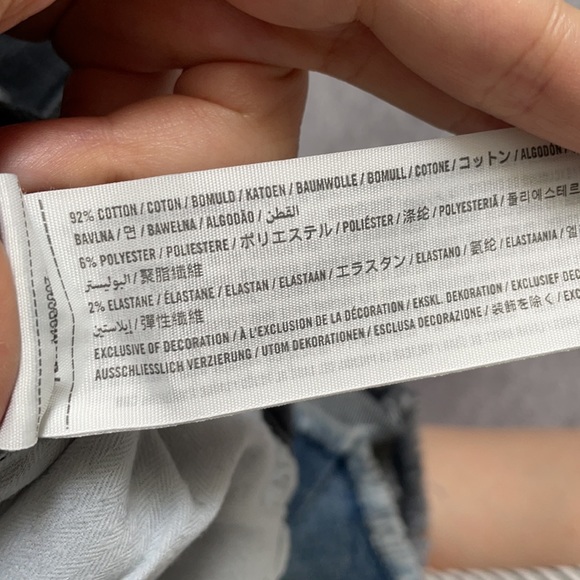 92% COTTON / COTON / BOMULD / KATOEN / BAUMWOLLE / BOMULL / COTONE / コットン / ALGODÓN /
BAVLNA / 면 / BAWEŁNA / ALGODÃO / القطن
6% POLYESTER / POLIESTERE / ポリエステル / POLIÉSTER / 涤纶 / POLYESTERIÄ / 폴리에스테르
البوليستر / 聚脂纖維
2% ELASTANE / ÉLASTANE / ELASTAN / ELASTAAN / エラスタン / ELASTANO / 氨纶 / ELASTAANIA /
إيلاستين / 彈性纖維
EXCLUSIVE OF DECORATION / À L'EXCLUSION DE LA DÉCORATION / EKSKL. DEKORATION / EXCLUSIEF
AUSSCHLIESSLICH VERZIERUNG / UTOM DEKORATIONEN / ESCLUSA DECORAZIONE / 装飾を除く /